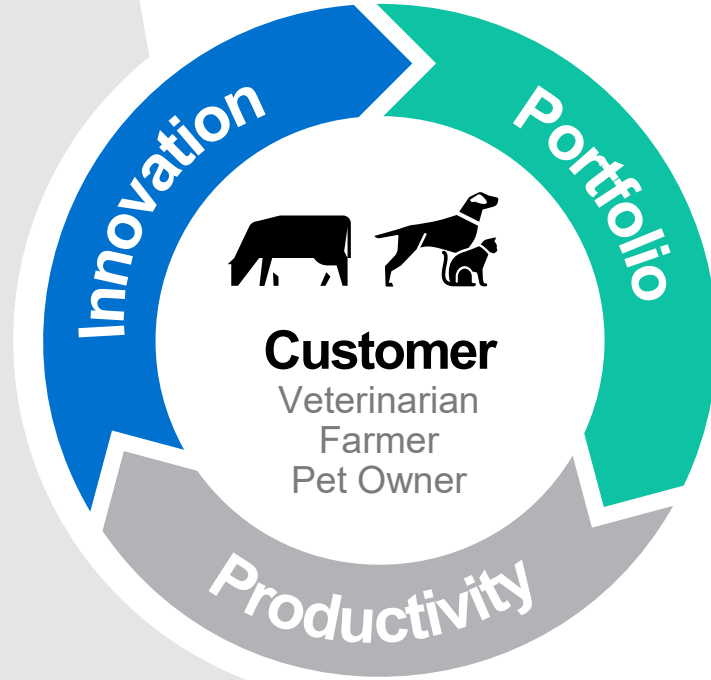 Innovation
Portfolio
Customer
Veterinarian
Farmer
Pet Owner
Productivity